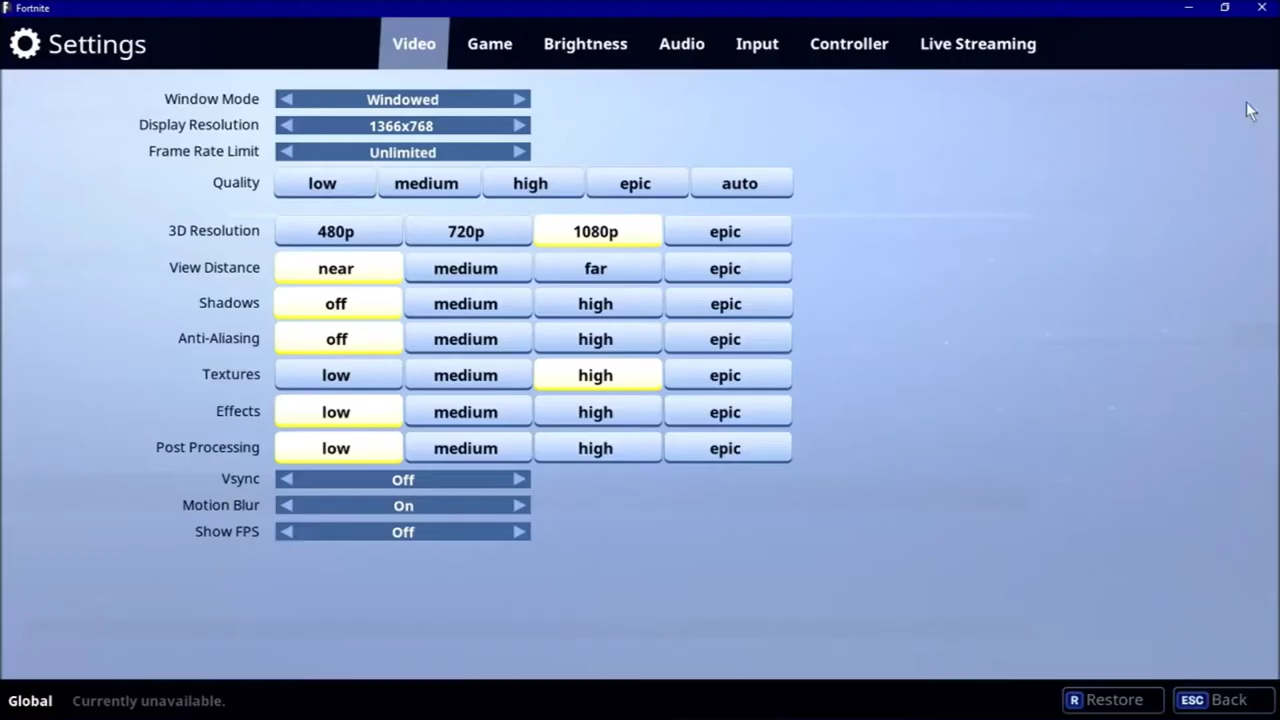 Fortnite
Settings Video Game Brightness Audio Input Controller Live Streaming
Window Mode Windowed
Display Resolution 1366x768
Frame Rate Limit Unlimited
Quality low medium high epic auto
3D Resolution 480p 720p 1080p epic
View Distance near medium far epic
Shadows off medium high epic
Anti-Aliasing off medium high epic
Textures low medium high epic
Effects low medium high epic
Post Processing low medium high epic
Vsync Off
Motion Blur On
Show FPS Off
Global Currently unavailable. R Restore ESC Back